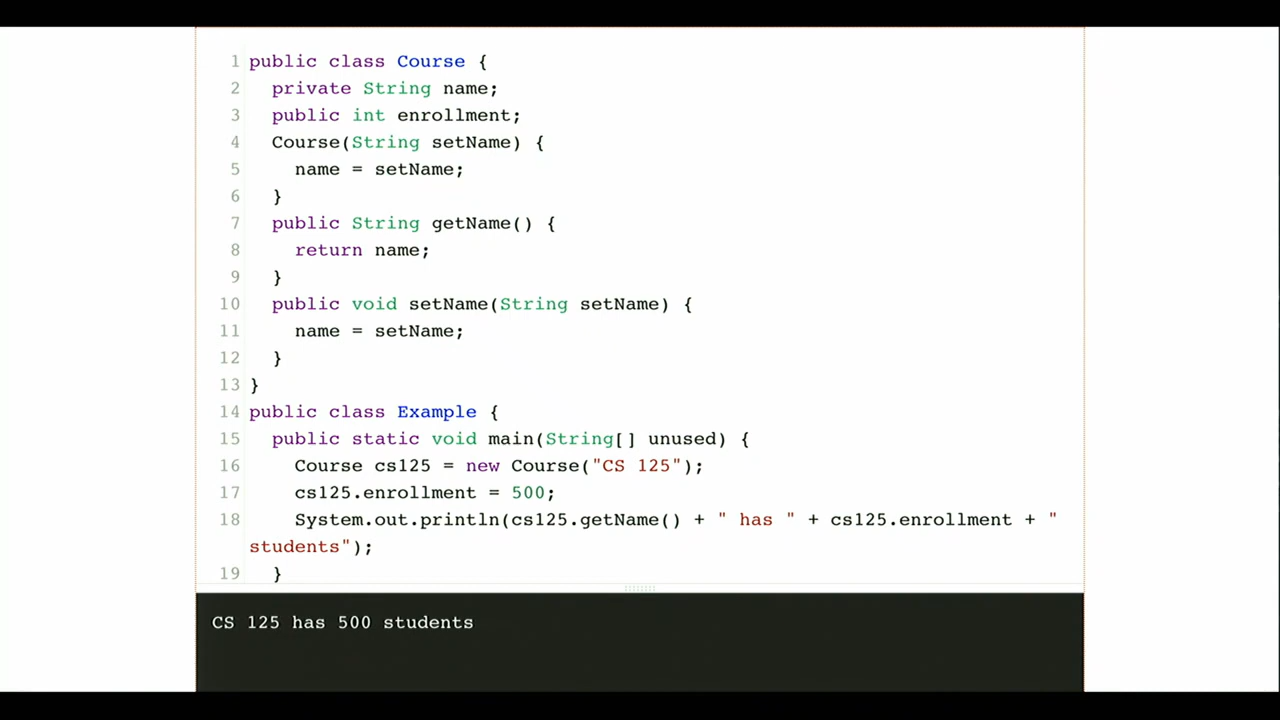 1 public class Course {
2   private String name;
3   public int enrollment;
4   Course(String setName) {
5     name = setName;
6   }
7   public String getName() {
8     return name;
9   }
10   public void setName(String setName) {
11     name = setName;
12   }
13 }
14 public class Example {
15   public static void main(String[] unused) {
16     Course cs125 = new Course("CS 125");
17     cs125.enrollment = 500;
18     System.out.println(cs125.getName() + " has " + cs125.enrollment + "
students");
19   }
CS 125 has 500 students